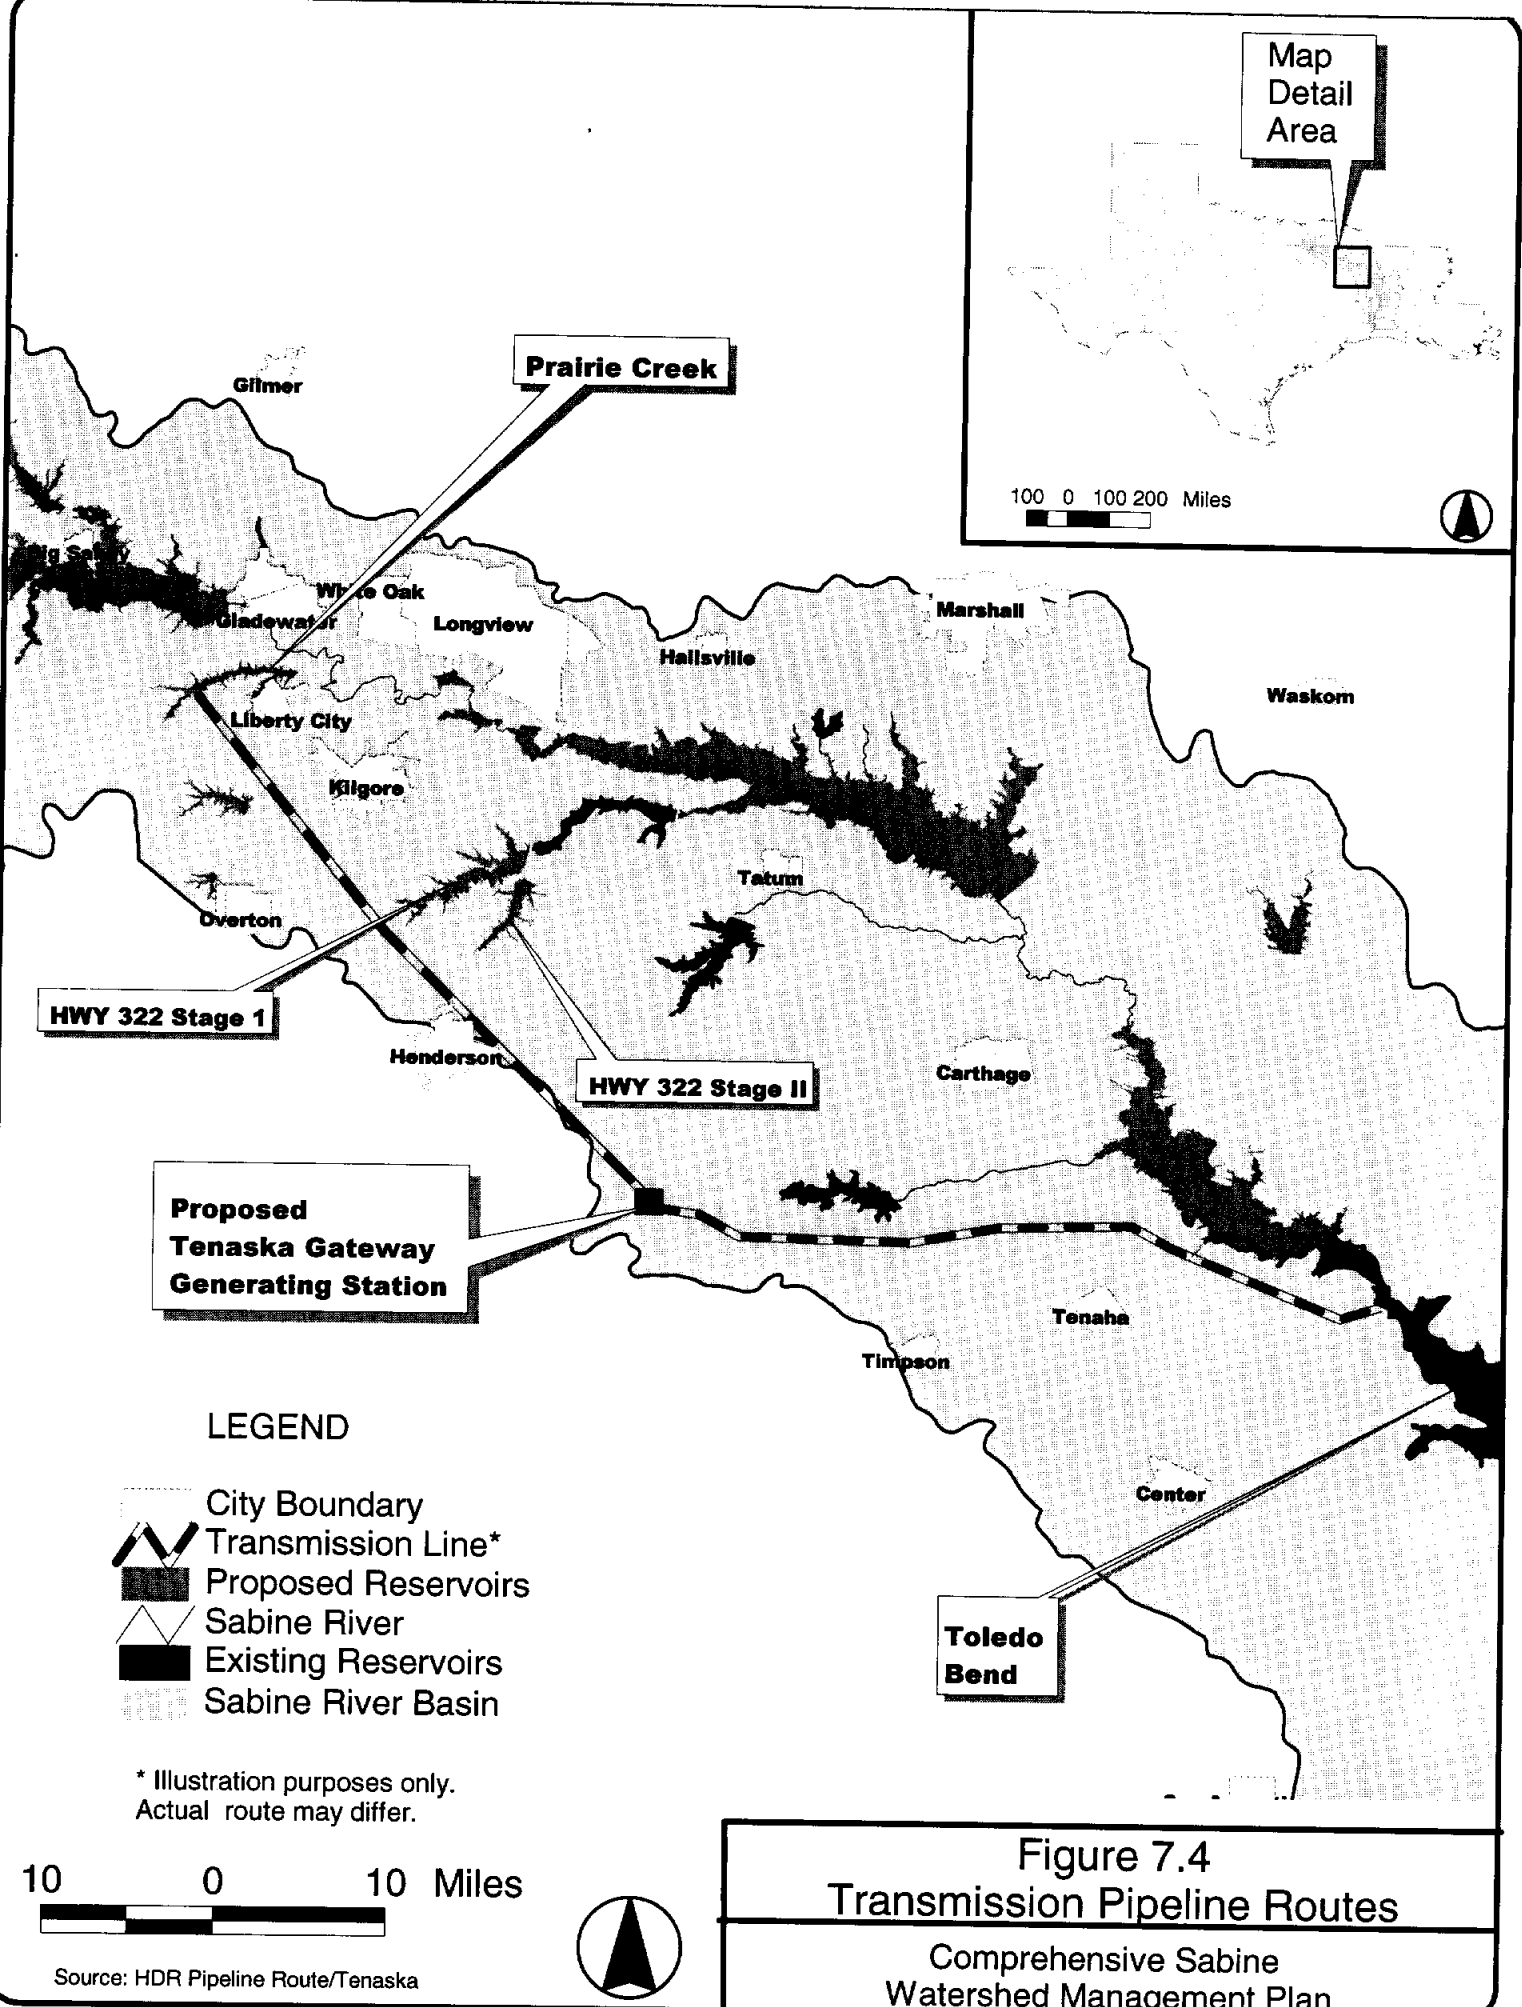 Map
Detail
Area
100 0 100 200 Miles
Prairie Creek
Gilmer
Big Sandy
White Oak
Gladewater
Longview
Marshall
Hallsville
Waskom
Liberty City
Kilgore
Tatum
Overton
HWY 322 Stage 1
Henderson
HWY 322 Stage II
Carthage
Proposed
Tenaska Gateway
Generating Station
Tenaha
Timpson
Center
Toledo
Bend
LEGEND
City Boundary
Transmission Line*
Proposed Reservoirs
Sabine River
Existing Reservoirs
Sabine River Basin
* Illustration purposes only.
Actual route may differ.
10 0 10 Miles
Source: HDR Pipeline Route/Tenaska
Figure 7.4
Transmission Pipeline Routes
Comprehensive Sabine
Watershed Management Plan